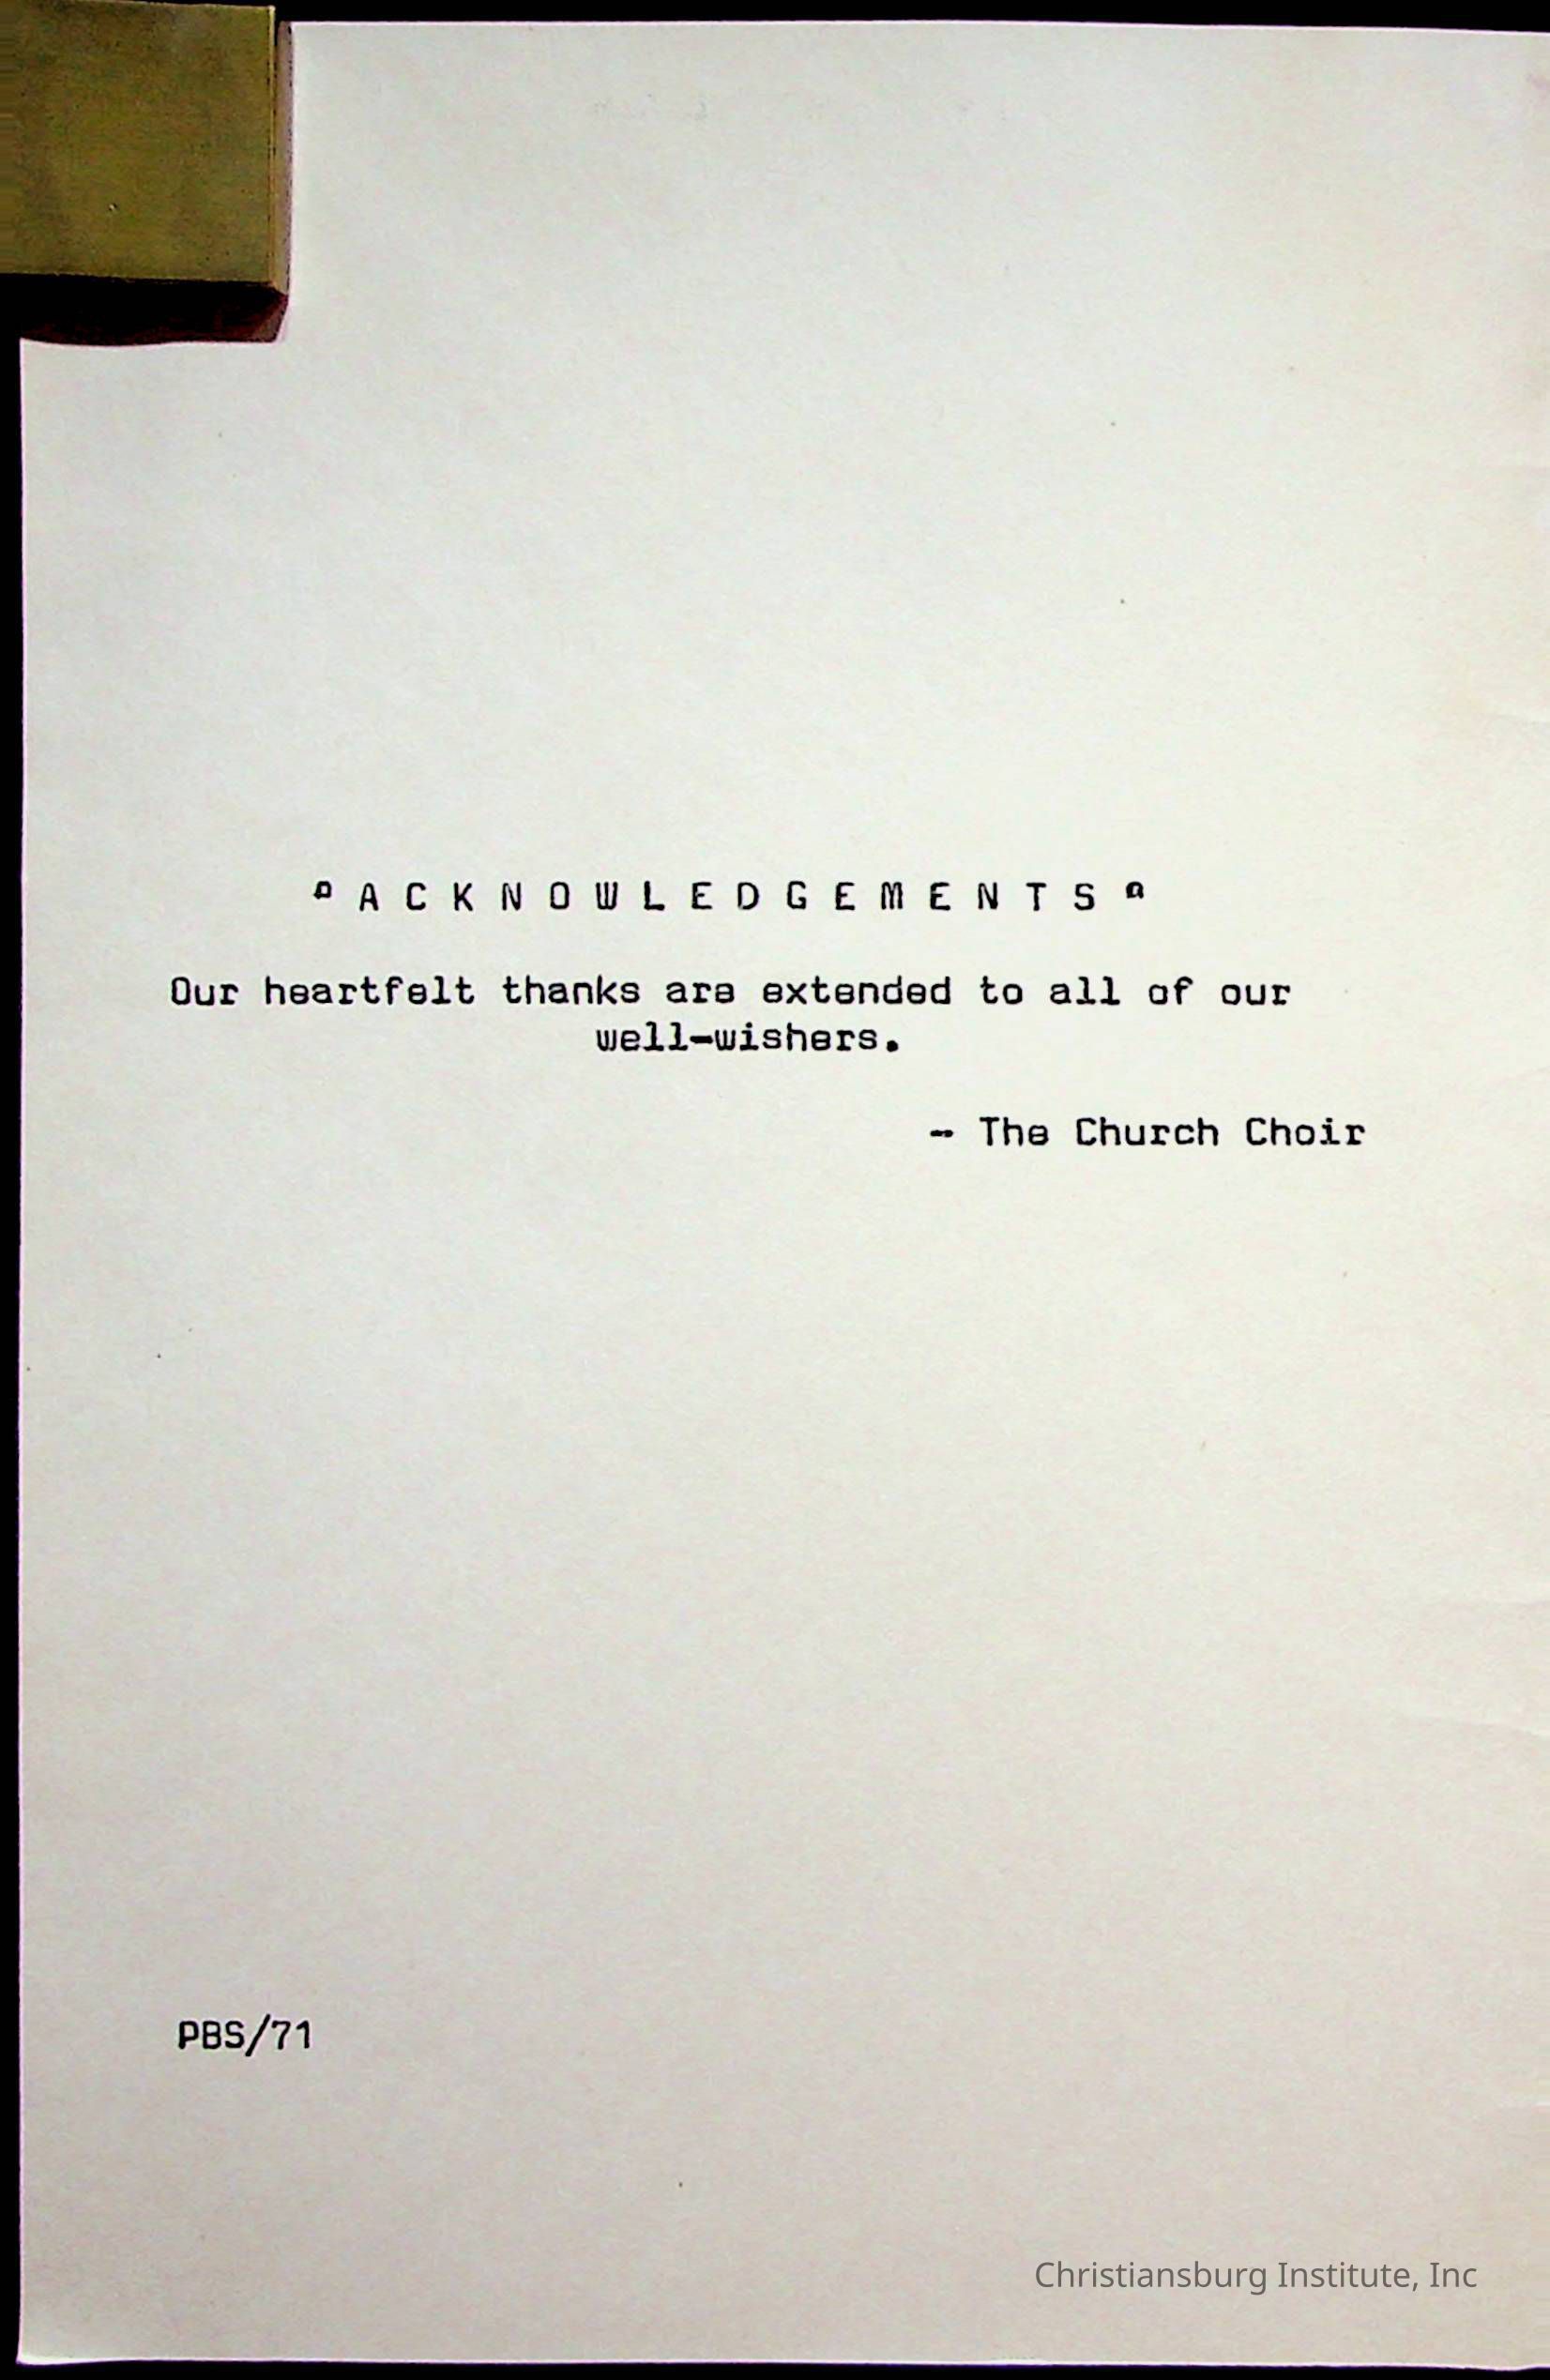 º A C K N O W L E D G E M E N T S º
Our heartfelt thanks are extended to all of our
well-wishers.
- The Church Choir
PBS/71
Christiansburg Institute, Inc